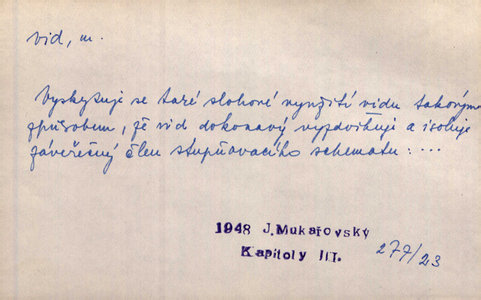 vid, m.
Vyskytuje se také slohové využití vidu takovým
způsobem, že vid dokonavý vyzdvihuje a isoluje
závěrečný člen stupňovacího schematu: ...
1948 J. Mukařovský
Kapitoly III.
277/23